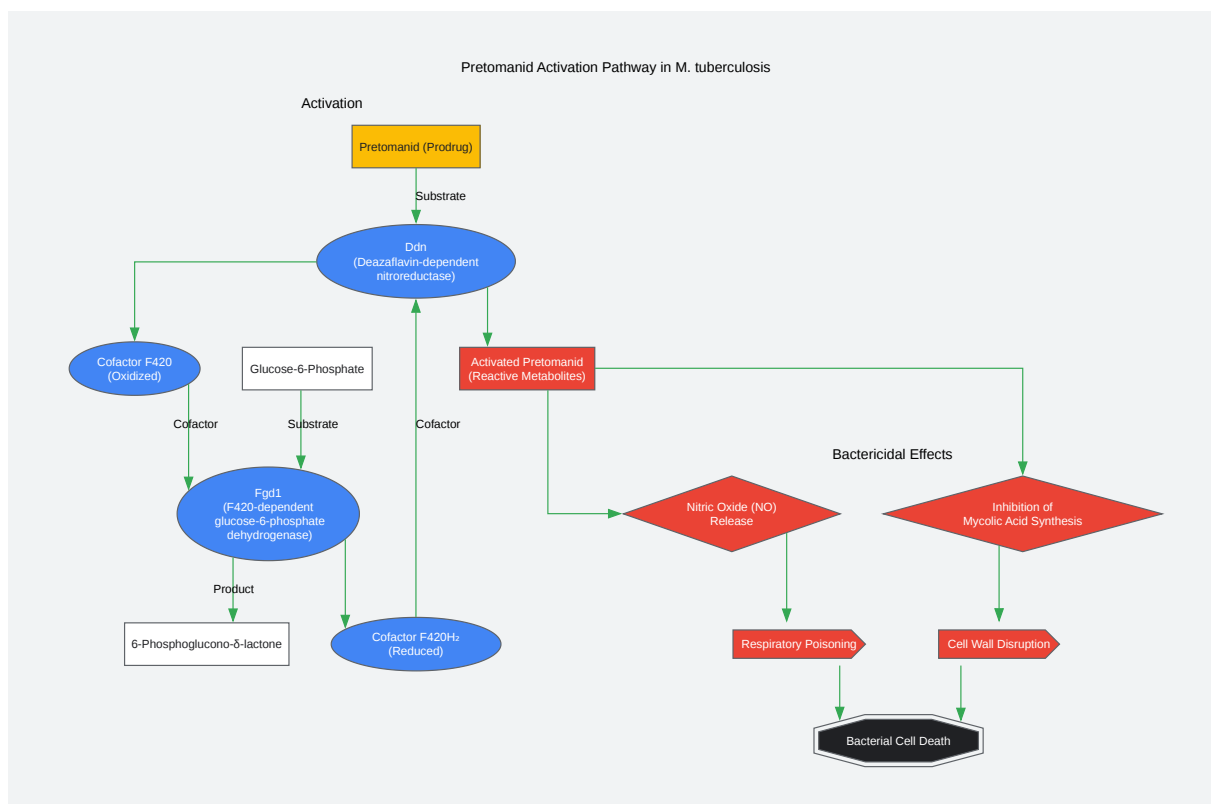 Pretomanid Activation Pathway in M. tuberculosis
Activation
Pretomanid (Prodrug)
Substrate
Ddn
(Deazaflavin-dependent
nitroreductase)
Cofactor F420
(Oxidized)
Glucose-6-Phosphate
Activated Pretomanid
(Reactive Metabolites)
Cofactor
Substrate
Cofactor
Bactericidal Effects
Fgd1
(F420-dependent
glucose-6-phosphate
dehydrogenase)
Nitric Oxide (NO)
Release
Inhibition of
Mycolic Acid Synthesis
Product
6-Phosphoglucono-δ-lactone
Cofactor F420H₂
(Reduced)
Respiratory Poisoning
Cell Wall Disruption
Bacterial Cell Death